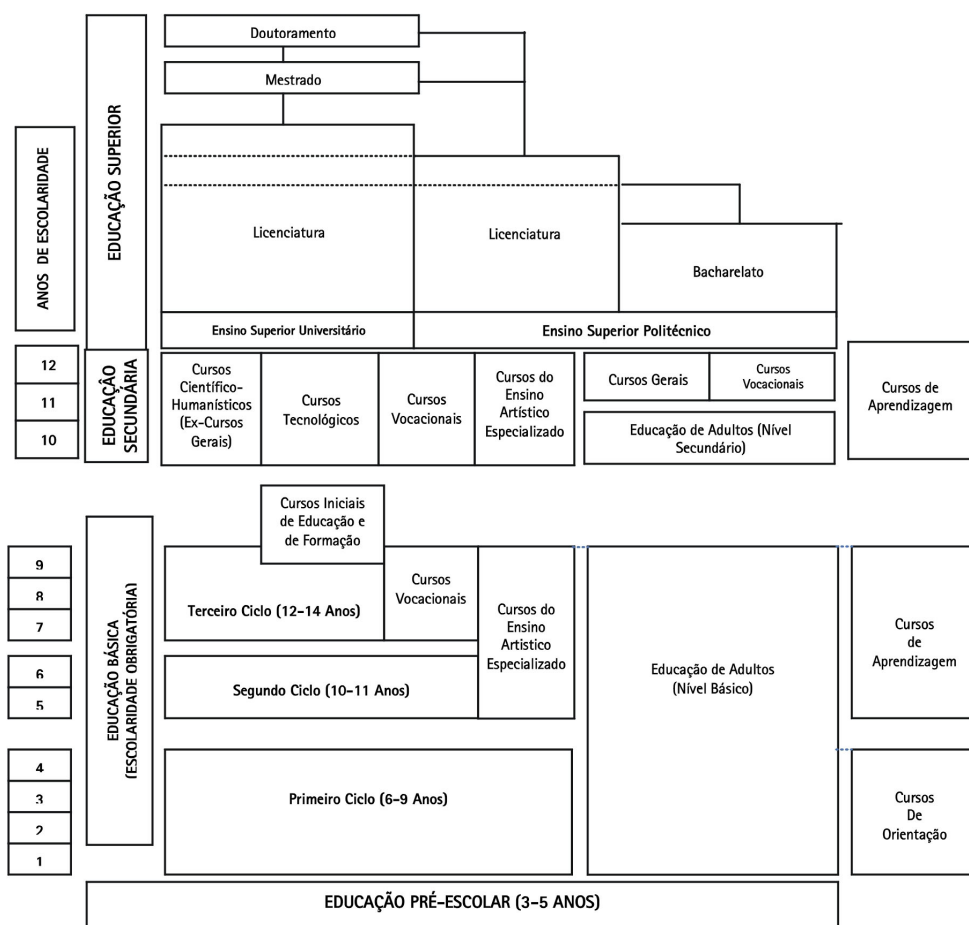 Doutoramento
Mestrado
ANOS DE ESCOLARIDADE
EDUCAÇÃO SUPERIOR
Licenciatura
Licenciatura
Bacharelato
Ensino Superior Universitário
Ensino Superior Politécnico
12
11
10
EDUCAÇÃO
SECUNDÁRIA
Cursos
Científico-
Humanísticos
(Ex-Cursos
Gerais)
Cursos
Tecnológicos
Cursos
Vocacionais
Cursos do
Ensino
Artístico
Especializado
Cursos Gerais
Cursos
Vocacionais
Educação de Adultos (Nível
Secundário)
Cursos de
Aprendizagem
Cursos Iniciais
de Educação e
de Formação
9
8
7
6
5
4
3
2
1
EDUCAÇÃO BÁSICA
(ESCOLARIDADE OBRIGATÓRIA)
Terceiro Ciclo (12-14 Anos)
Cursos
Vocacionais
Cursos do
Ensino
Artistico
Especializado
Segundo Ciclo (10-11 Anos)
Primeiro Ciclo (6-9 Anos)
Educação de Adultos
(Nível Básico)
Cursos
de
Aprendizagem
Cursos
De
Orientação
EDUCAÇÃO PRÉ-ESCOLAR (3-5 ANOS)